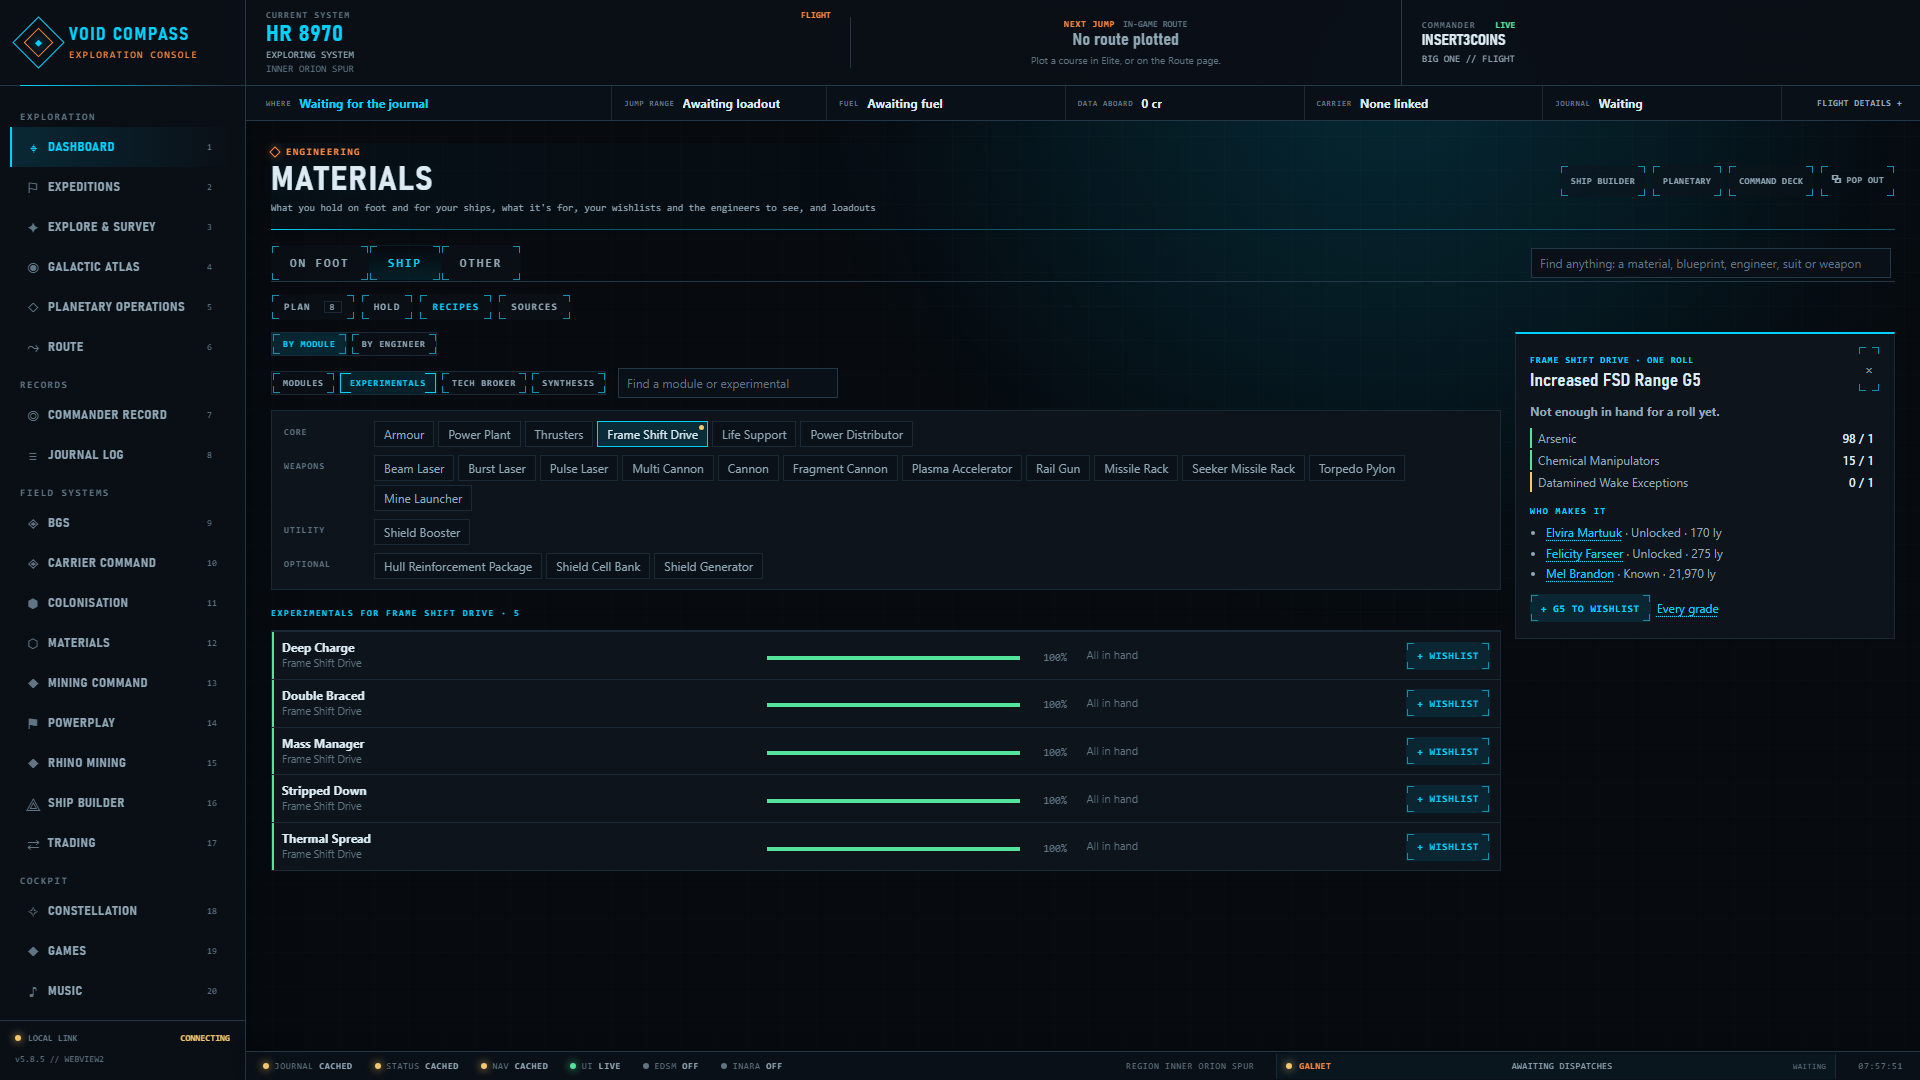 VOID COMPASS
EXPLORATION CONSOLE
CURRENT SYSTEM
FLIGHT
HR 8970
EXPLORING SYSTEM
INNER ORION SPUR
NEXT JUMP IN-GAME ROUTE
No route plotted
Plot a course in Elite, or on the Route page.
COMMANDER LIVE
INSERT3COINS
BIG ONE // FLIGHT
WHERE Waiting for the journal
JUMP RANGE Awaiting loadout
FUEL Awaiting fuel
DATA ABOARD 0 cr
CARRIER None linked
JOURNAL Waiting
FLIGHT DETAILS +
EXPLORATION
DASHBOARD 1
EXPEDITIONS 2
EXPLORE & SURVEY 3
GALACTIC ATLAS 4
PLANETARY OPERATIONS 5
ROUTE 6
RECORDS
COMMANDER RECORD 7
JOURNAL LOG 8
FIELD SYSTEMS
BGS 9
CARRIER COMMAND 10
COLONISATION 11
MATERIALS 12
MINING COMMAND 13
POWERPLAY 14
RHINO MINING 15
SHIP BUILDER 16
TRADING 17
COCKPIT
CONSTELLATION 18
GAMES 19
MUSIC 20
LOCAL LINK CONNECTING
v5.8.5 // WEBVIEW2
ENGINEERING
MATERIALS
What you hold on foot and for your ships, what it's for, your wishlists and the engineers to see, and loadouts
SHIP BUILDER
PLANETARY
COMMAND DECK
POP OUT
ON FOOT SHIP OTHER
Find anything: a material, blueprint, engineer, suit or weapon
PLAN 8 HOLD RECIPES SOURCES
BY MODULE BY ENGINEER
MODULES EXPERIMENTALS TECH BROKER SYNTHESIS
Find a module or experimental
CORE Armour Power Plant Thrusters Frame Shift Drive Life Support Power Distributor
WEAPONS Beam Laser Burst Laser Pulse Laser Multi Cannon Cannon Fragment Cannon Plasma Accelerator Rail Gun Missile Rack Seeker Missile Rack Torpedo Pylon
Mine Launcher
UTILITY Shield Booster
OPTIONAL Hull Reinforcement Package Shield Cell Bank Shield Generator
EXPERIMENTALS FOR FRAME SHIFT DRIVE · 5
Deep Charge
Frame Shift Drive
100% All in hand
+ WISHLIST
Double Braced
Frame Shift Drive
100% All in hand
+ WISHLIST
Mass Manager
Frame Shift Drive
100% All in hand
+ WISHLIST
Stripped Down
Frame Shift Drive
100% All in hand
+ WISHLIST
Thermal Spread
Frame Shift Drive
100% All in hand
+ WISHLIST
FRAME SHIFT DRIVE · ONE ROLL
Increased FSD Range G5
×
Not enough in hand for a roll yet.
Arsenic 98 / 1
Chemical Manipulators 15 / 1
Datamined Wake Exceptions 0 / 1
WHO MAKES IT
• Elvira Martuuk · Unlocked · 170 ly
• Felicity Farseer · Unlocked · 275 ly
• Mel Brandon · Known · 21,970 ly
+ G5 TO WISHLIST Every grade
JOURNAL CACHED
STATUS CACHED
NAV CACHED
UI LIVE
EDSM OFF
INARA OFF
REGION INNER ORION SPUR
GALNET
AWAITING DISPATCHES
WAITING
07:57:51